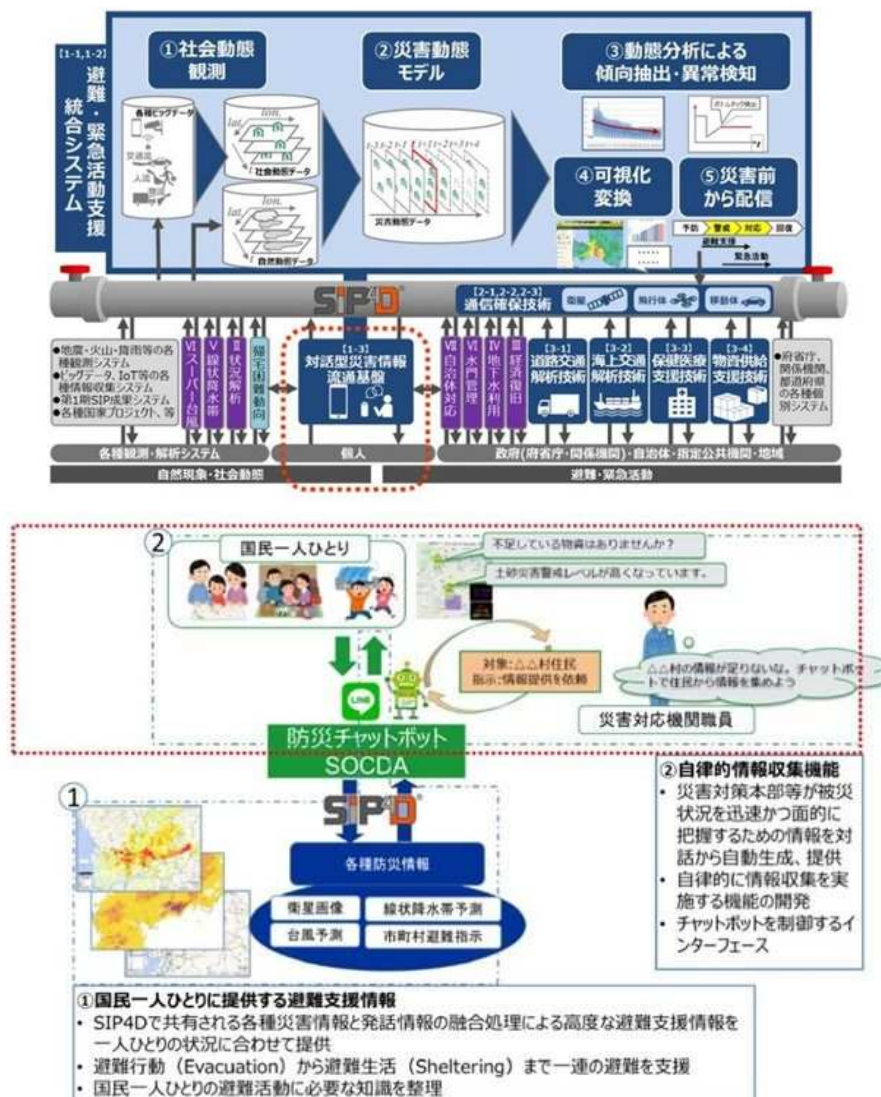 [1-1,1-2]
避難・緊急活動支援
統合システム
①社会動態
観測
②災害動態
モデル
③動態分析による
傾向抽出・異常検知
各種ビッグデータ
交通流
人流
lat.
lon.
社会動態データ
lat.
lon.
自然動態データ
災害動態データ
④可視化
変換
⑤災害前
から配信
予防
警戒
対応
回復
避難支援
緊急活動
SIP4D
[2-1,2-2,2-3]
通信確保技術
衛星
飛行体
移動体
●地震・火山・降雨等の各
種観測システム
●ビッグデータ、IoT等の各
種情報収集システム
●第1期SIP成果システム
●各種国家プロジェクト、等
Ⅵスーパー台風
Ⅴ線状降水帯
Ⅱ状況解析
帰宅困難動向
[1-3]
対話型災害情報
流通基盤
Ⅶ自治体対応
Ⅵ水門管理
Ⅳ地下水利用
Ⅲ経済復旧
[3-1]
道路交通
解析技術
[3-2]
海上交通
解析技術
[3-3]
保健医療
支援技術
[3-4]
物資供給
支援技術
●府省庁、
関係機関、
都道府県
の各種個
別システム
各種観測・解析システム
個人
政府(府省庁・関係機関)・自治体・指定公共機関・地域
自然現象・社会動態
避難・緊急活動
②
国民一人ひとり
不足している物資はありませんか？
土砂災害警戒レベルが高くなっています。
対象:△△村住民
指示:情報提供を依頼
△△村の情報が足りないな。チャットボッ
トで住民から情報を集めよう
災害対応機関職員
LINE
防災チャットボット
SOCDA
SIP4D
①
各種防災情報
衛星画像
線状降水帯予測
台風予測
市町村避難指示
②自律的情報収集機能
• 災害対策本部等が被災
状況を迅速かつ面的に
把握するための情報を対
話から自動生成、提供
• 自律的に情報収集を実
施する機能の開発
• チャットボットを制御するイ
ンターフェース
①国民一人ひとりに提供する避難支援情報
• SIP4Dで共有される各種災害情報と発話情報の融合処理による高度な避難支援情報を
一人ひとりの状況に合わせて提供
• 避難行動（Evacuation）から避難生活（Sheltering）まで一連の避難を支援
• 国民一人ひとりの避難活動に必要な知識を整理